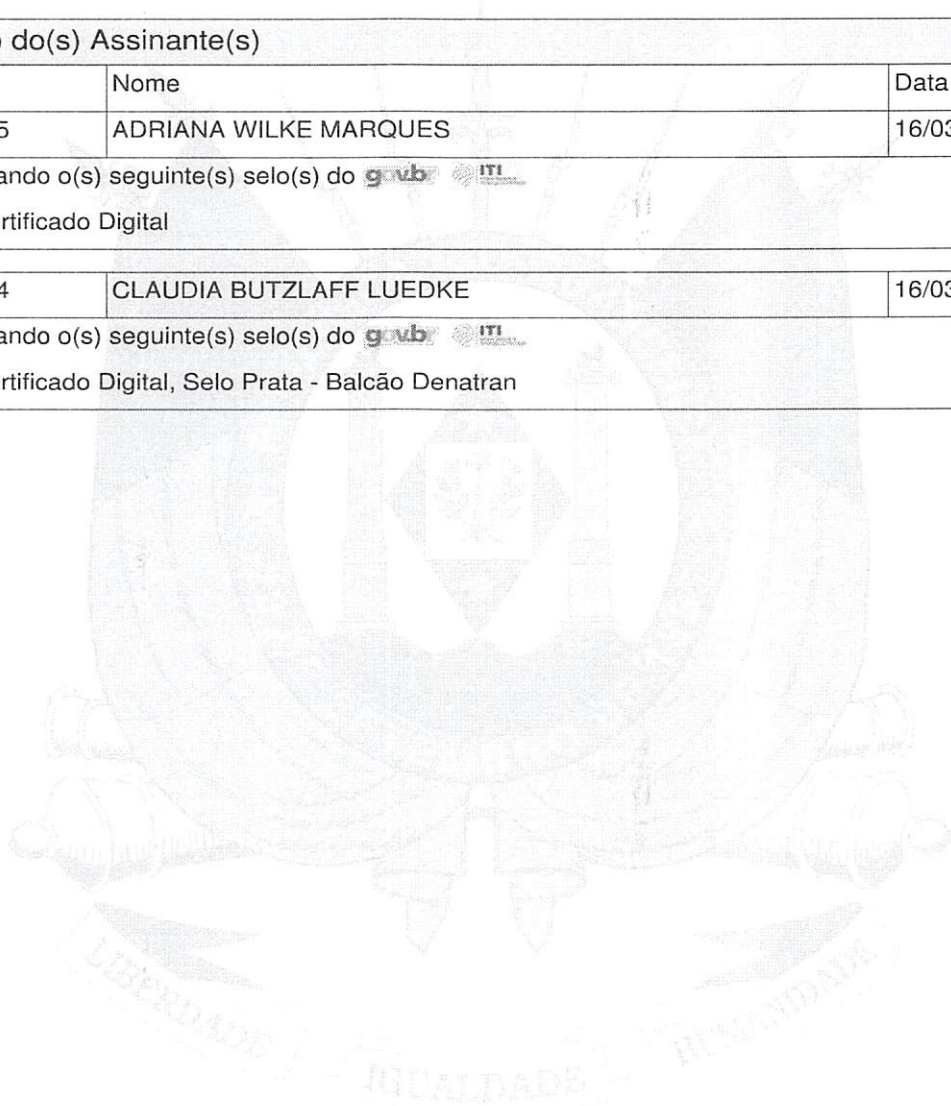 do(s) Assinante(s)
Nome Data
5 ADRIANA WILKE MARQUES 16/03
ando o(s) seguinte(s) selo(s) do gov.br ITI
rtificado Digital
4 CLAUDIA BUTZLAFF LUEDKE 16/03
ando o(s) seguinte(s) selo(s) do gov.br ITI
rtificado Digital, Selo Prata - Balcão Denatran
LIBERDADE IGUALDADE HUMANIDADE